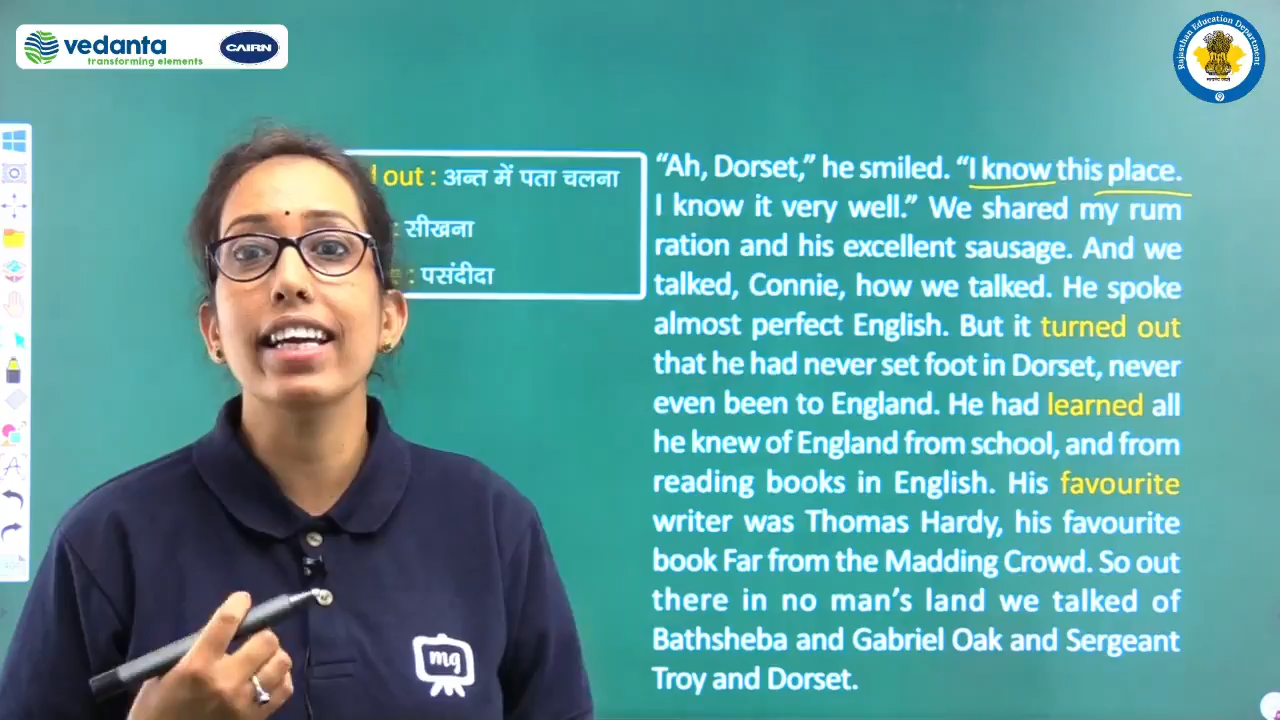 vedanta
transforming elements
CAIRN
Rajasthan Education Department
out : अन्त में पता चलना
: सीखना
: पसंदीदा
“Ah, Dorset,” he smiled. “I know this place.
I know it very well.” We shared my rum
ration and his excellent sausage. And we
talked, Connie, how we talked. He spoke
almost perfect English. But it turned out
that he had never set foot in Dorset, never
even been to England. He had learned all
he knew of England from school, and from
reading books in English. His favourite
writer was Thomas Hardy, his favourite
book Far from the Madding Crowd. So out
there in no man’s land we talked of
Bathsheba and Gabriel Oak and Sergeant
Troy and Dorset.
mg